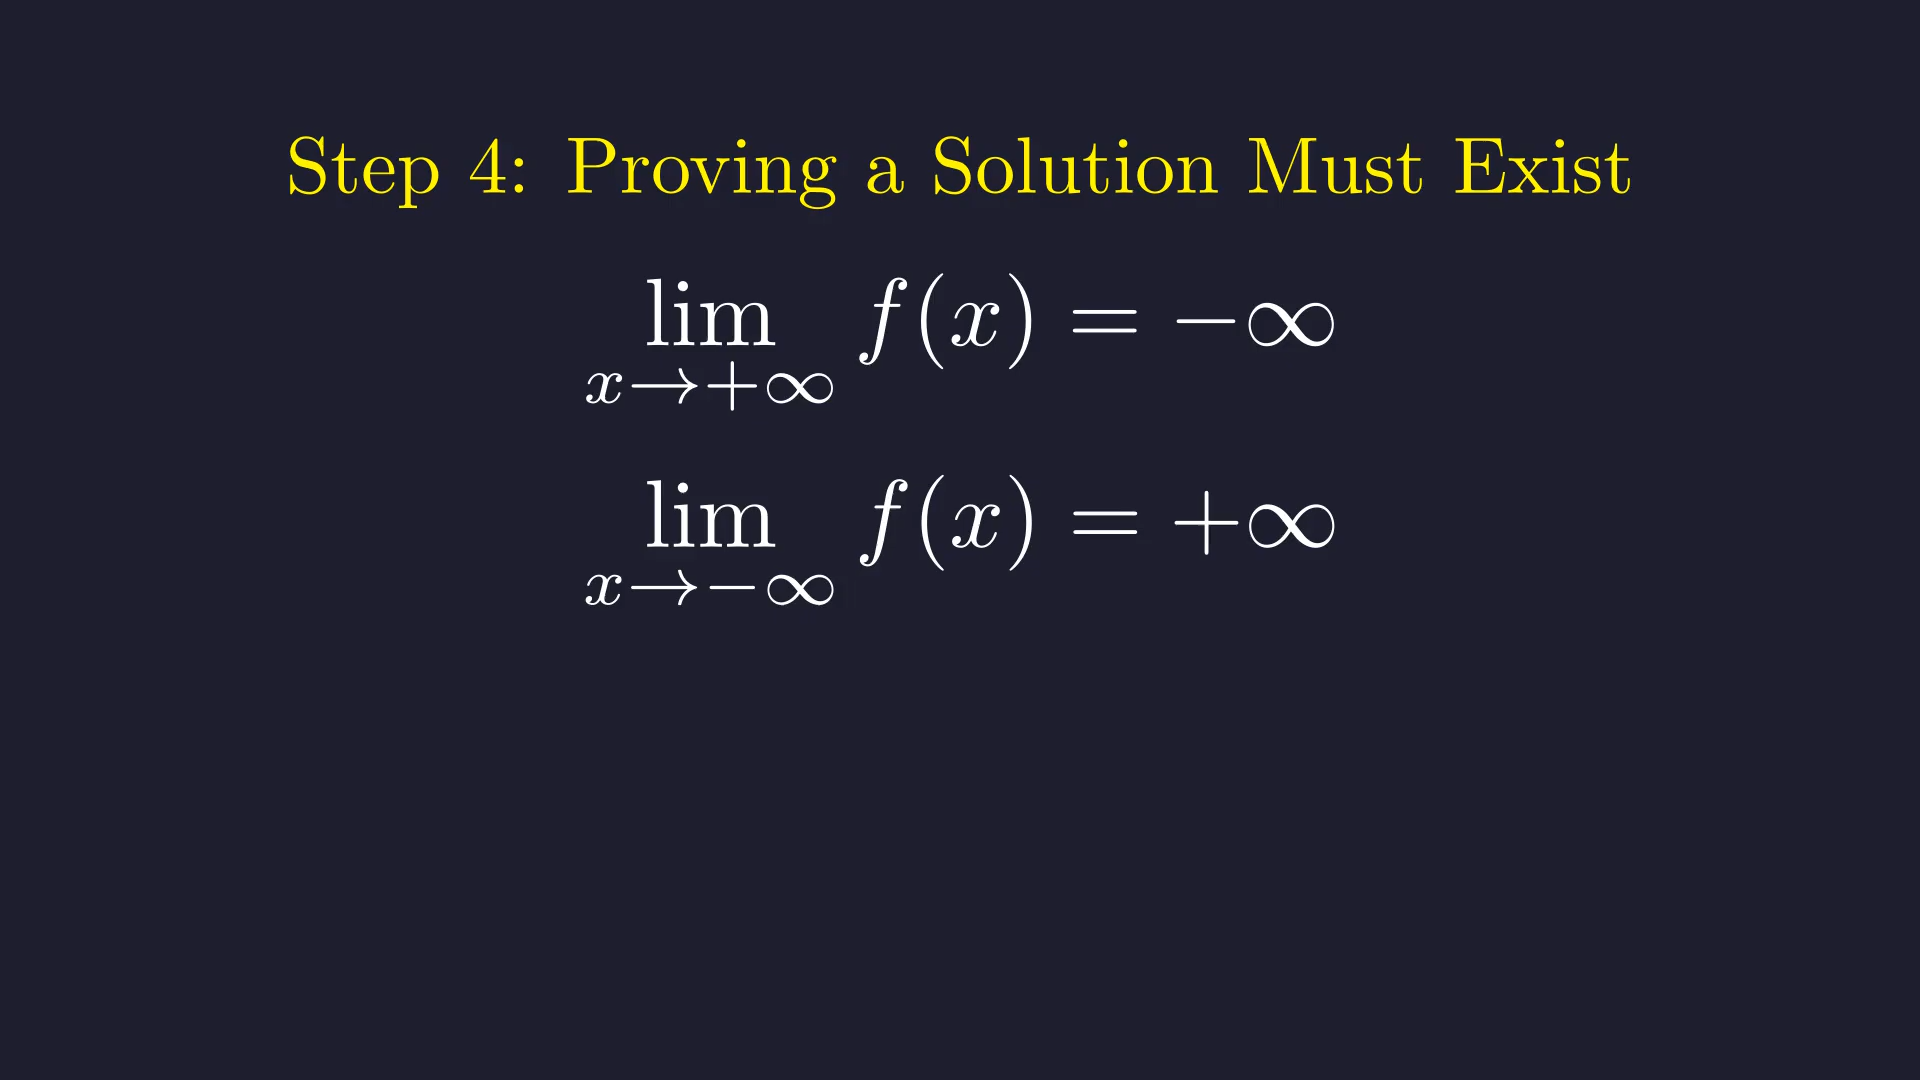 Step 4: Proving a Solution Must Exist
lim f(x) = −∞
x→+∞
lim f(x) = +∞
x→−∞